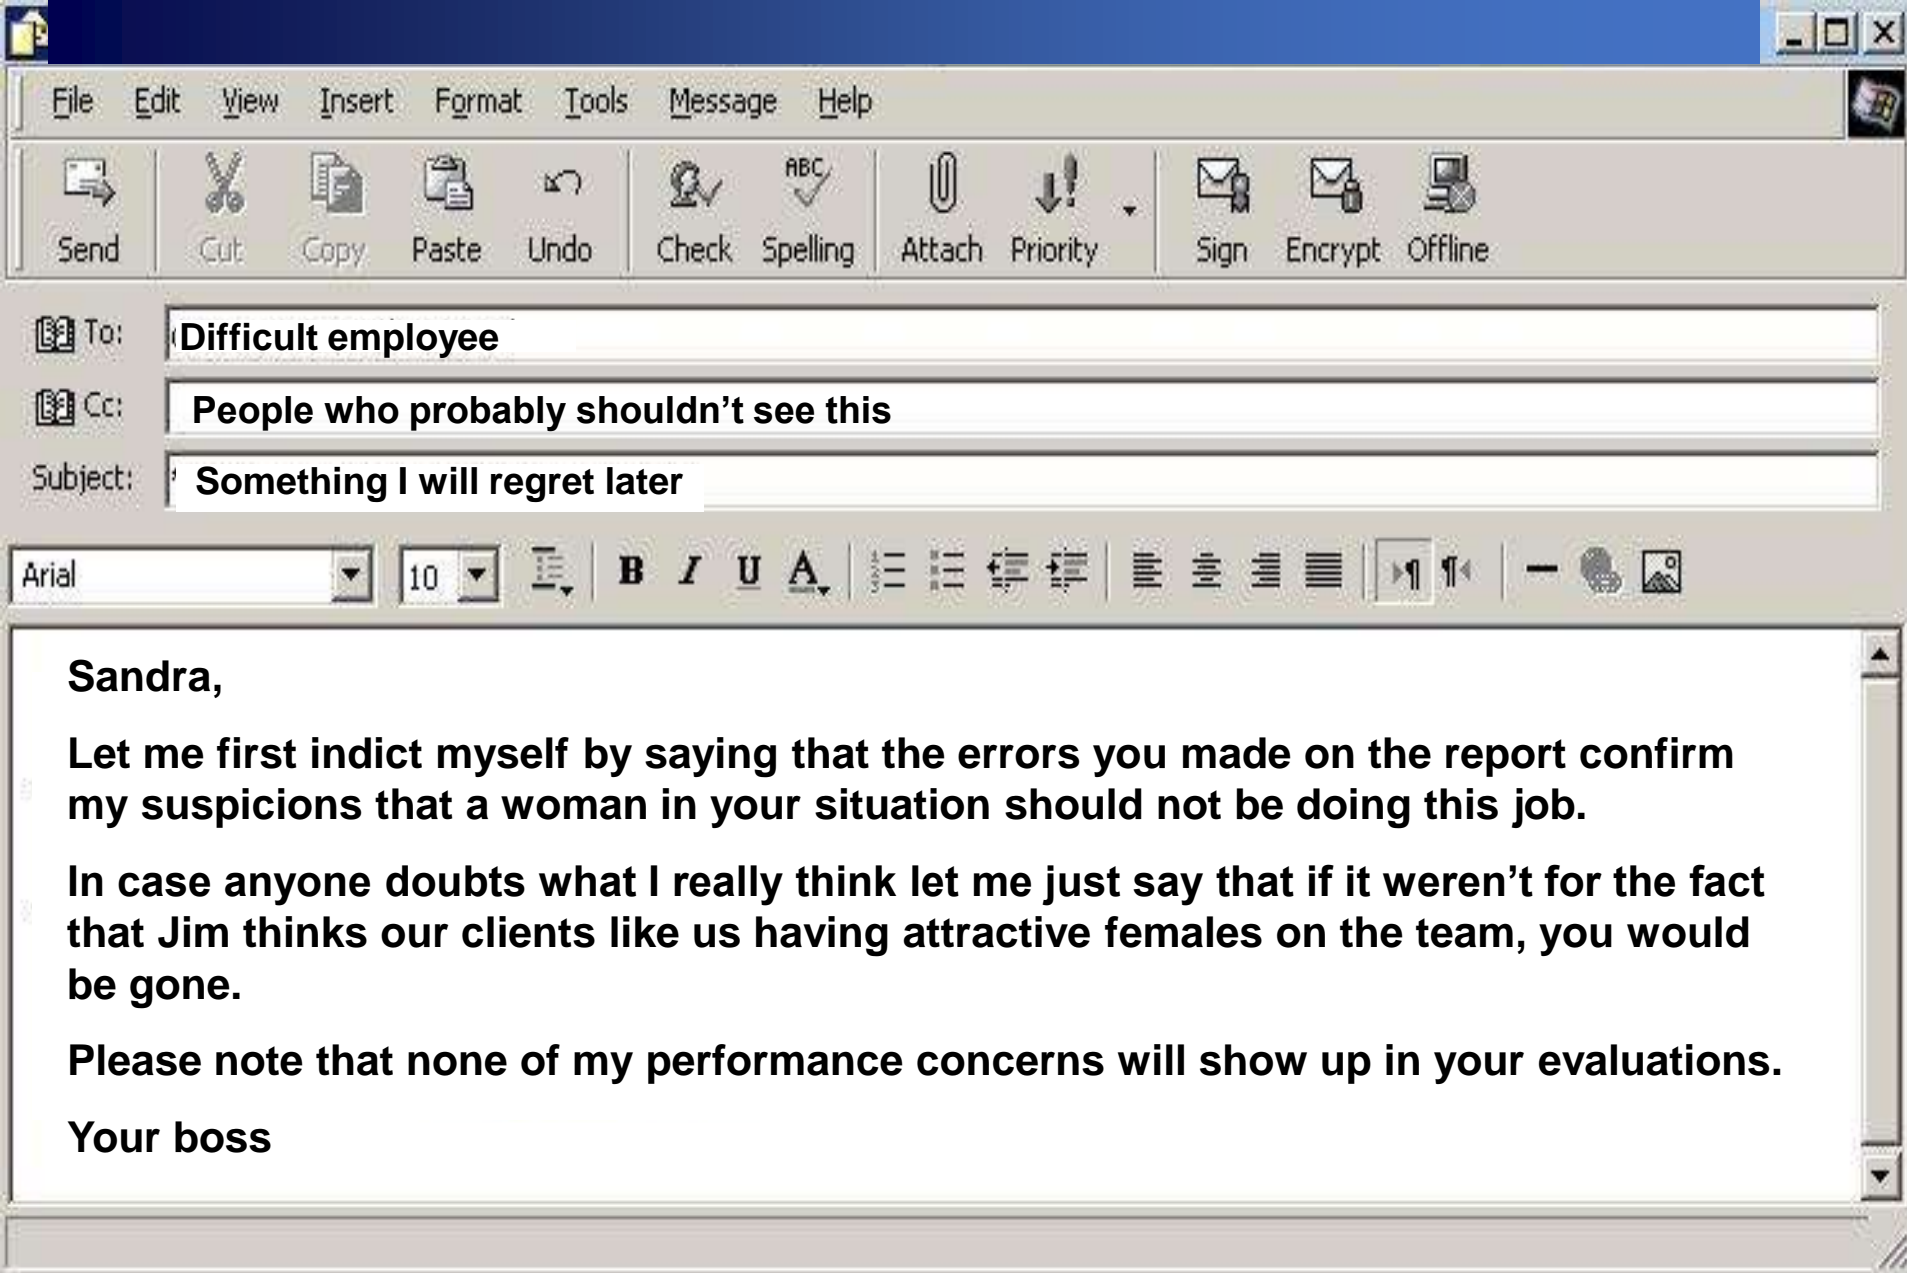 File Edit View Insert Format Tools Message Help
ABC
Send Cut Copy Paste Undo Check Spelling Attach Priority Sign Encrypt Offline
To: Difficult employee
Cc: People who probably shouldn’t see this
Subject: Something I will regret later
Arial 10 B I U A
Sandra,
Let me first indict myself by saying that the errors you made on the report confirm
my suspicions that a woman in your situation should not be doing this job.
In case anyone doubts what I really think let me just say that if it weren’t for the fact
that Jim thinks our clients like us having attractive females on the team, you would
be gone.
Please note that none of my performance concerns will show up in your evaluations.
Your boss